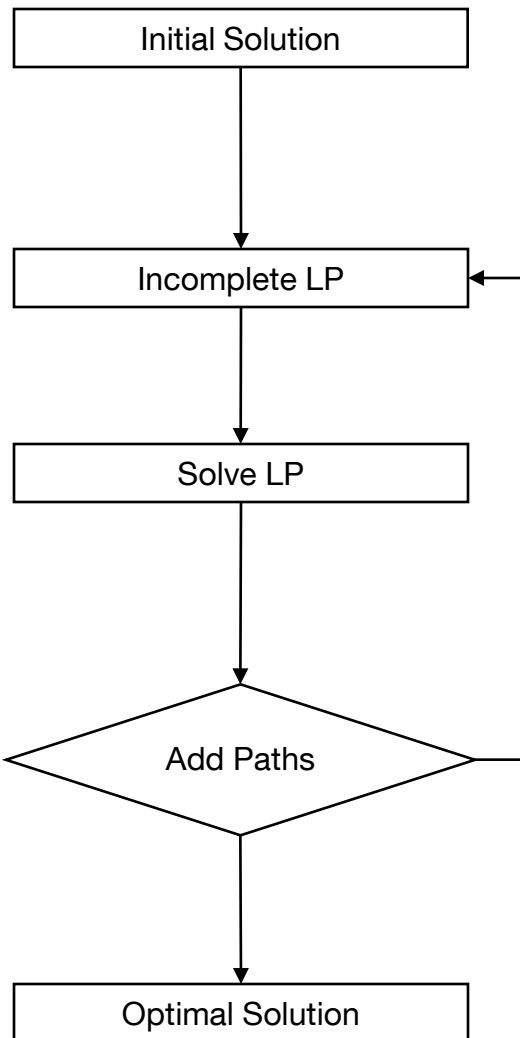 Initial Solution
Incomplete LP
Solve LP
Add Paths
Optimal Solution